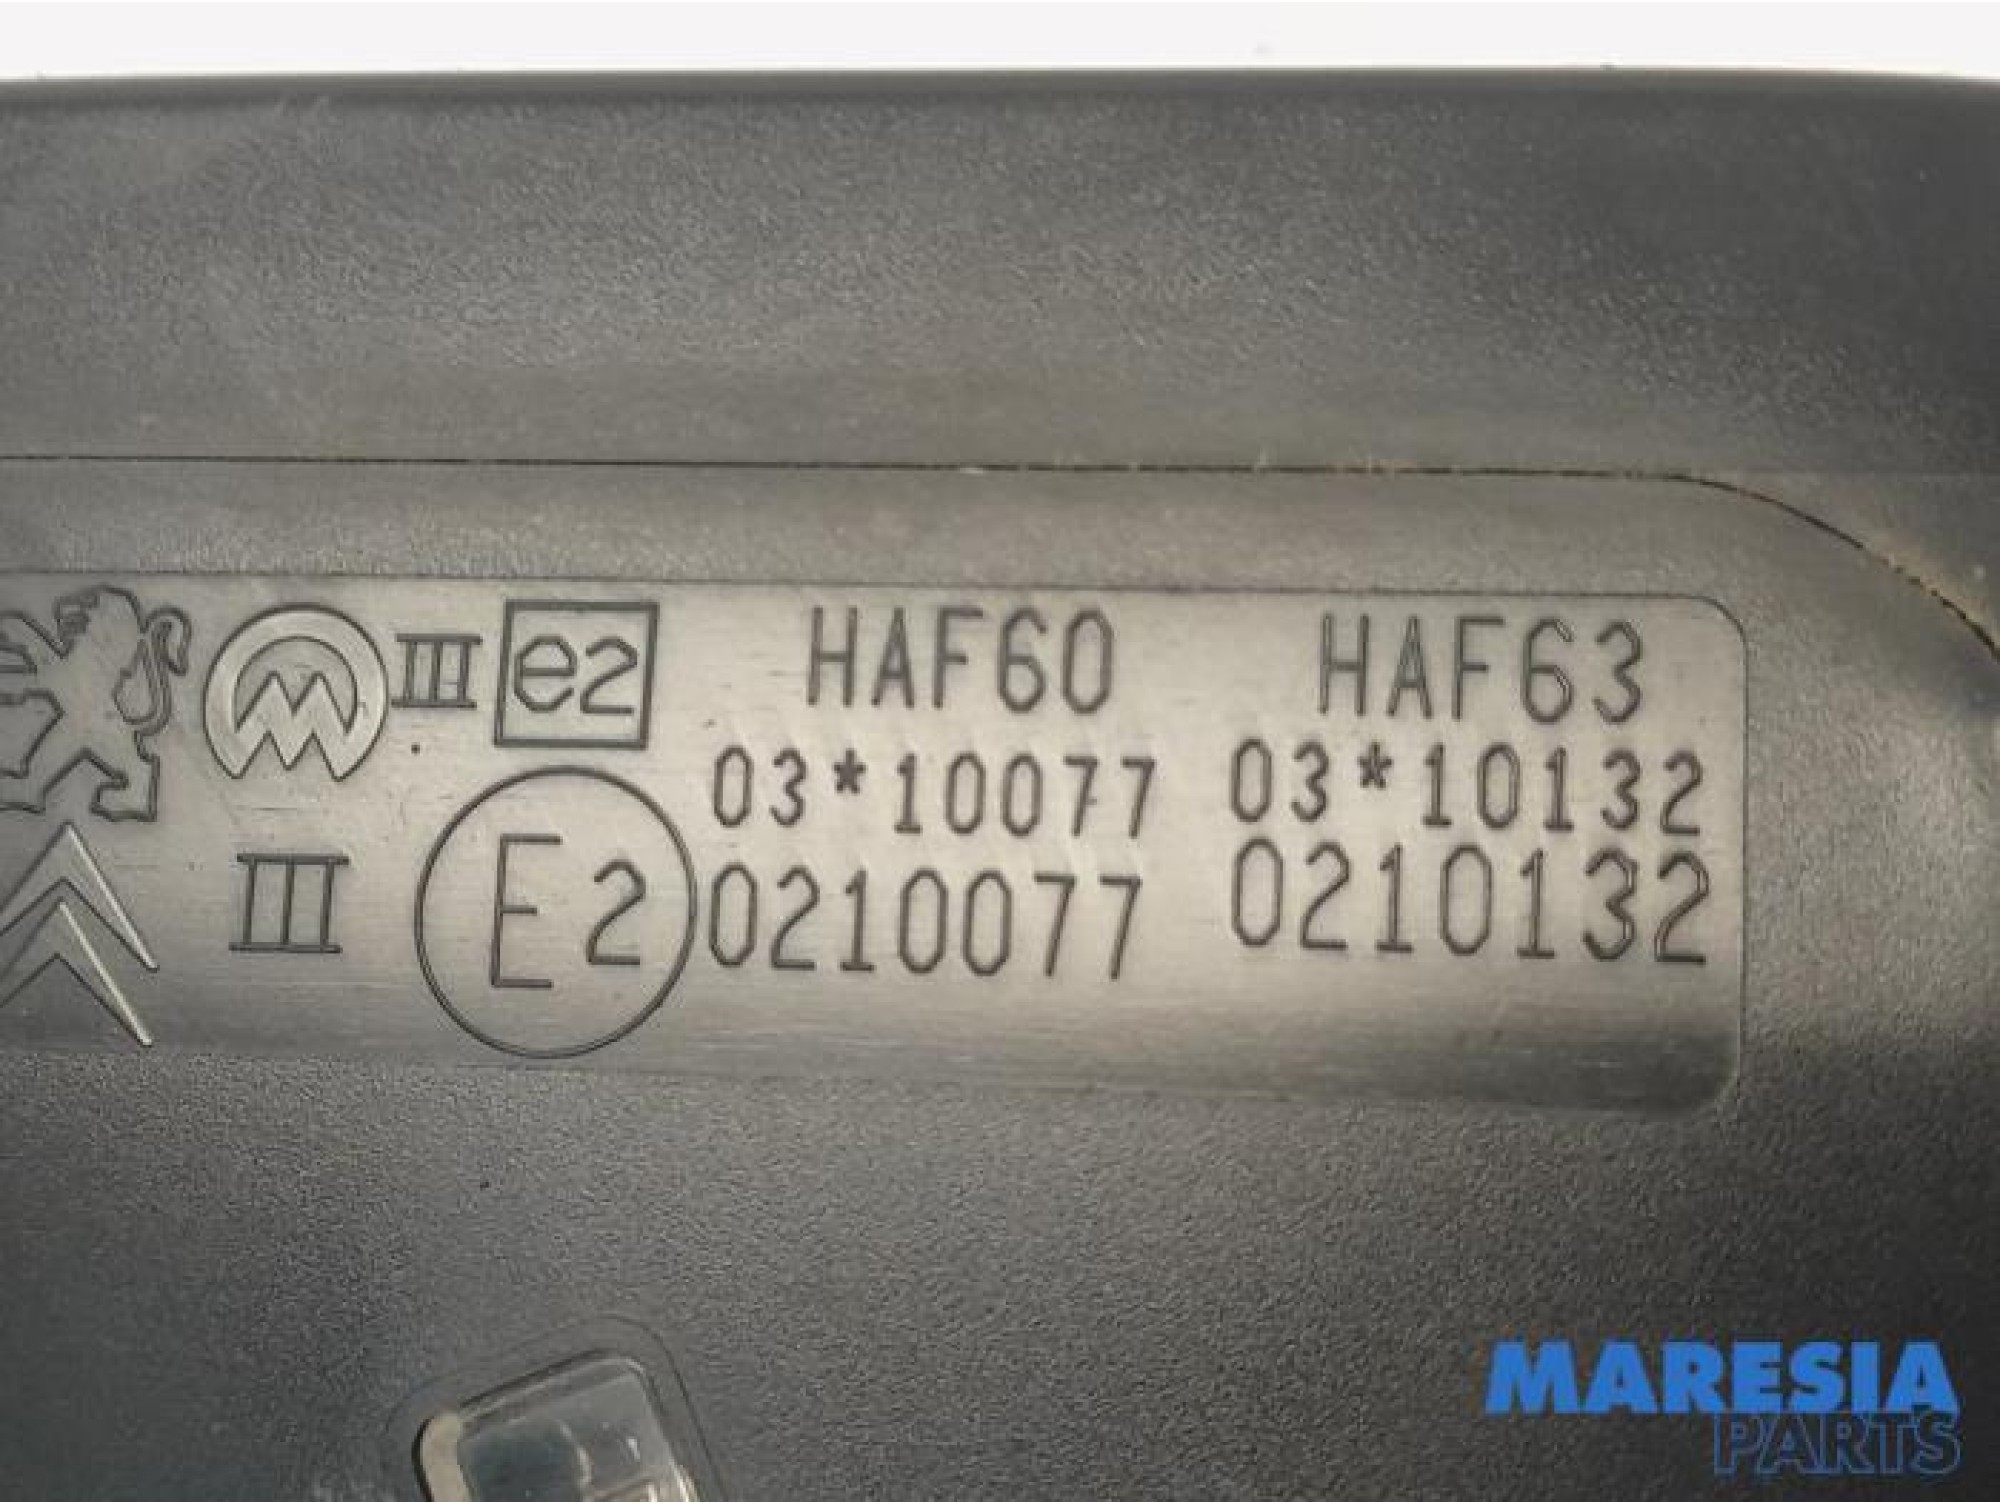 III e2 HAF60 HAF63
03*10077 03*10132
III E2 0210077 0210132
MARESIA
PARTS